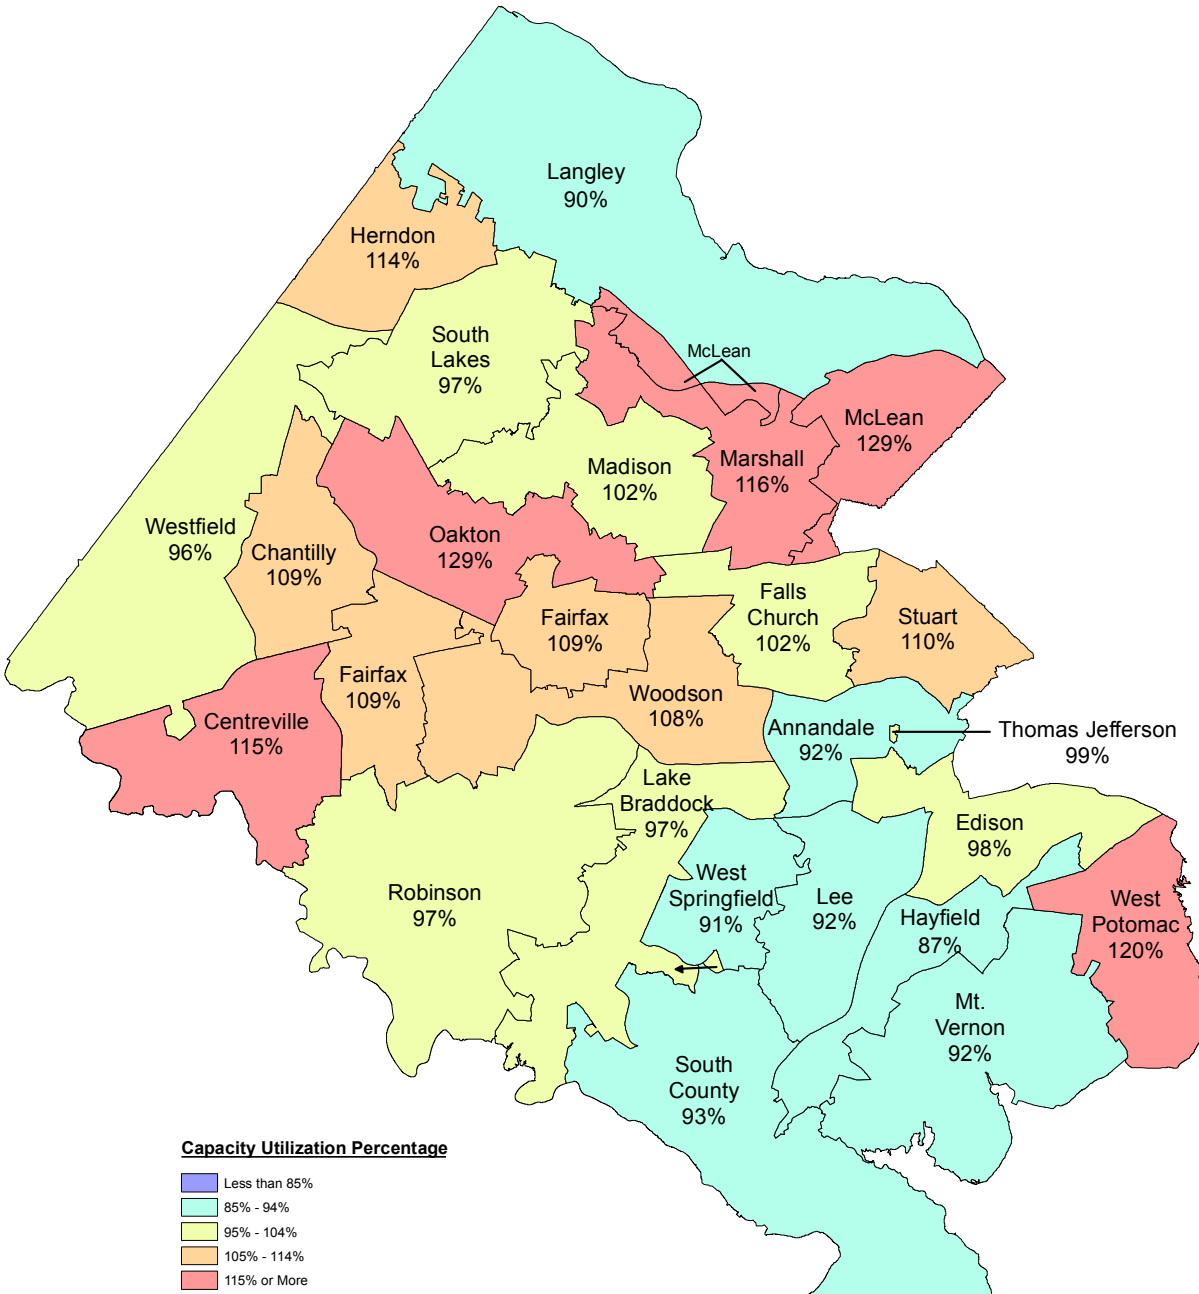 Langley
90%
Herndon
114%
South
Lakes
97%
McLean
McLean
129%
Madison
102%
Marshall
116%
Westfield
96%
Chantilly
109%
Oakton
129%
Falls
Church
102%
Stuart
110%
Fairfax
109%
Fairfax
109%
Woodson
108%
Centreville
115%
Annandale
92%
Thomas Jefferson
99%
Lake
Braddock
97%
Edison
98%
West
Springfield
91%
Robinson
97%
Lee
92%
Hayfield
87%
West
Potomac
120%
Mt.
Vernon
92%
South
County
93%
Capacity Utilization Percentage
Less than 85%
85% - 94%
95% - 104%
105% - 114%
115% or More